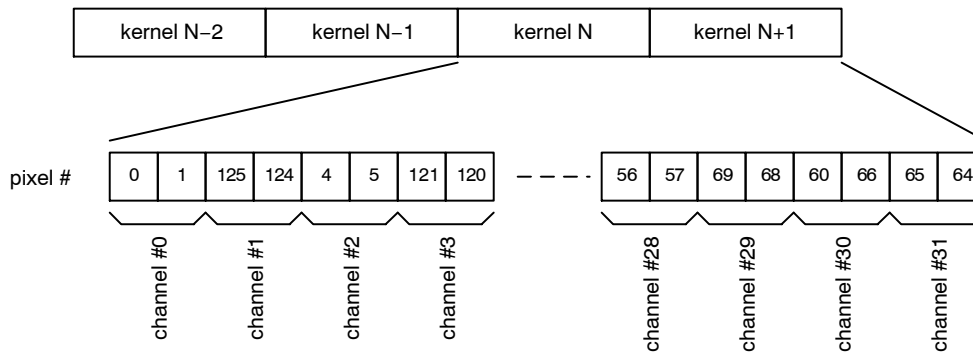 kernel N−2 kernel N−1 kernel N kernel N+1
pixel # 0 1 125 124 4 5 121 120 56 57 69 68 60 66 65 64
channel #0 channel #1 channel #2 channel #3 channel #28 channel #29 channel #30 channel #31